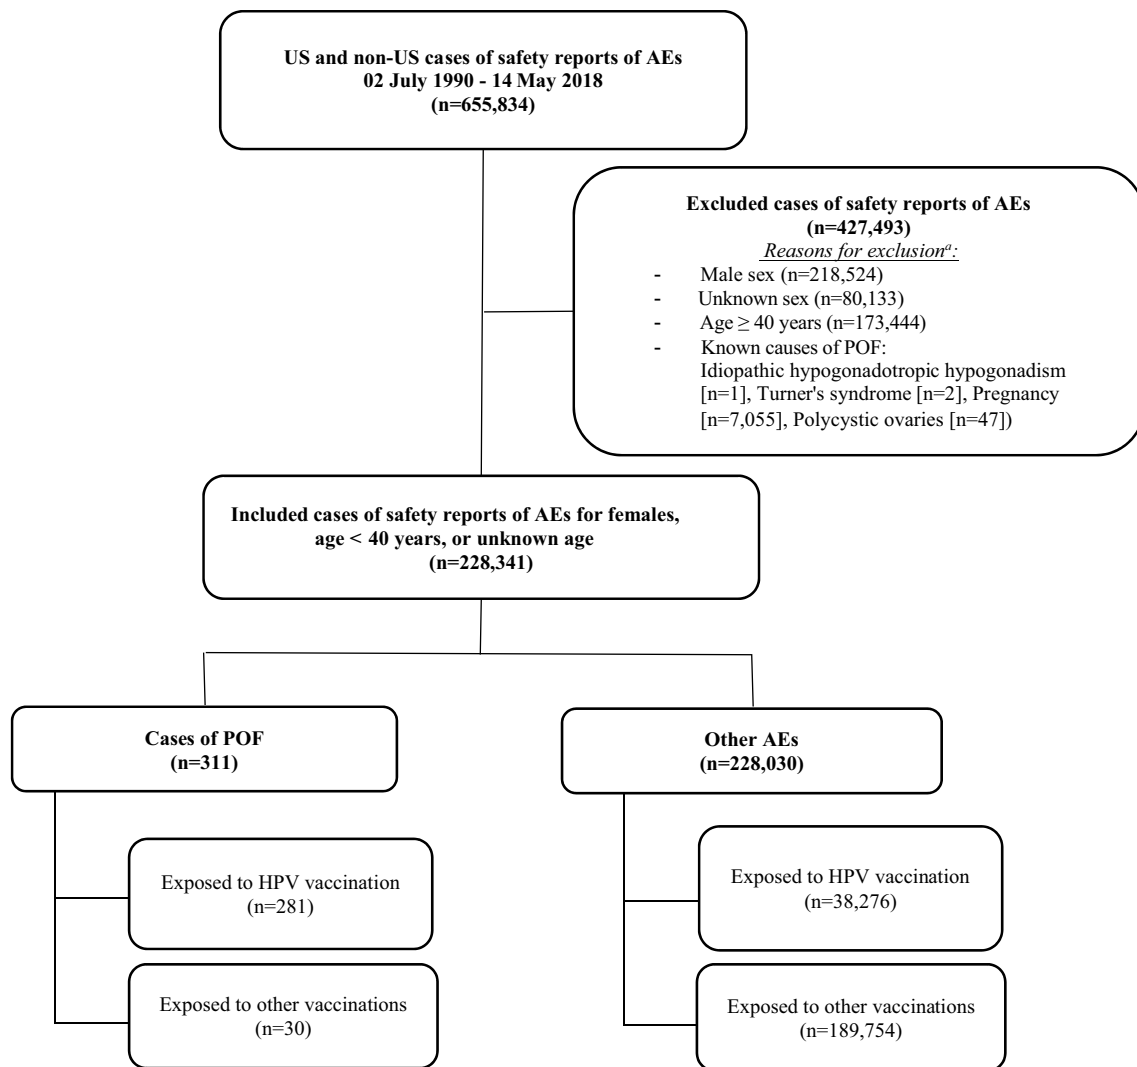 US and non-US cases of safety reports of AEs
02 July 1990 - 14 May 2018
(n=655,834)
Excluded cases of safety reports of AEs
(n=427,493)
Reasons for exclusionᵃ:
- Male sex (n=218,524)
- Unknown sex (n=80,133)
- Age ≥ 40 years (n=173,444)
- Known causes of POF:
Idiopathic hypogonadotropic hypogonadism
[n=1], Turner's syndrome [n=2], Pregnancy
[n=7,055], Polycystic ovaries [n=47])
Included cases of safety reports of AEs for females,
age < 40 years, or unknown age
(n=228,341)
Cases of POF
(n=311)
Exposed to HPV vaccination
(n=281)
Exposed to other vaccinations
(n=30)
Other AEs
(n=228,030)
Exposed to HPV vaccination
(n=38,276)
Exposed to other vaccinations
(n=189,754)